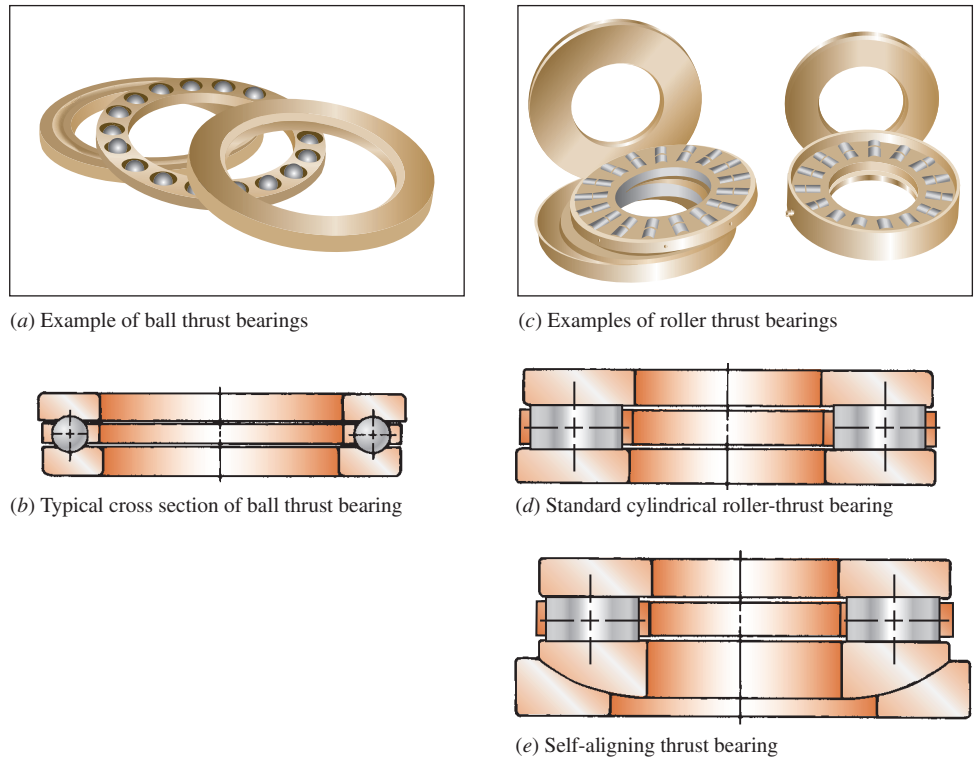 (a) Example of ball thrust bearings
(c) Examples of roller thrust bearings
(b) Typical cross section of ball thrust bearing
(d) Standard cylindrical roller-thrust bearing
(e) Self-aligning thrust bearing